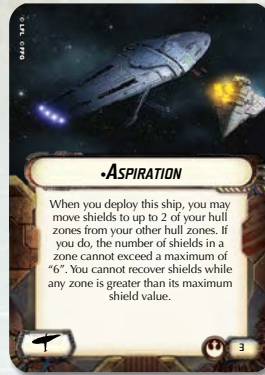 © LFL © FFG
•ASPIRATION
When you deploy this ship, you may
move shields to up to 2 of your hull
zones from your other hull zones. If
you do, the number of shields in a
zone cannot exceed a maximum of
“6”. You cannot recover shields while
any zone is greater than its maximum
shield value.
3